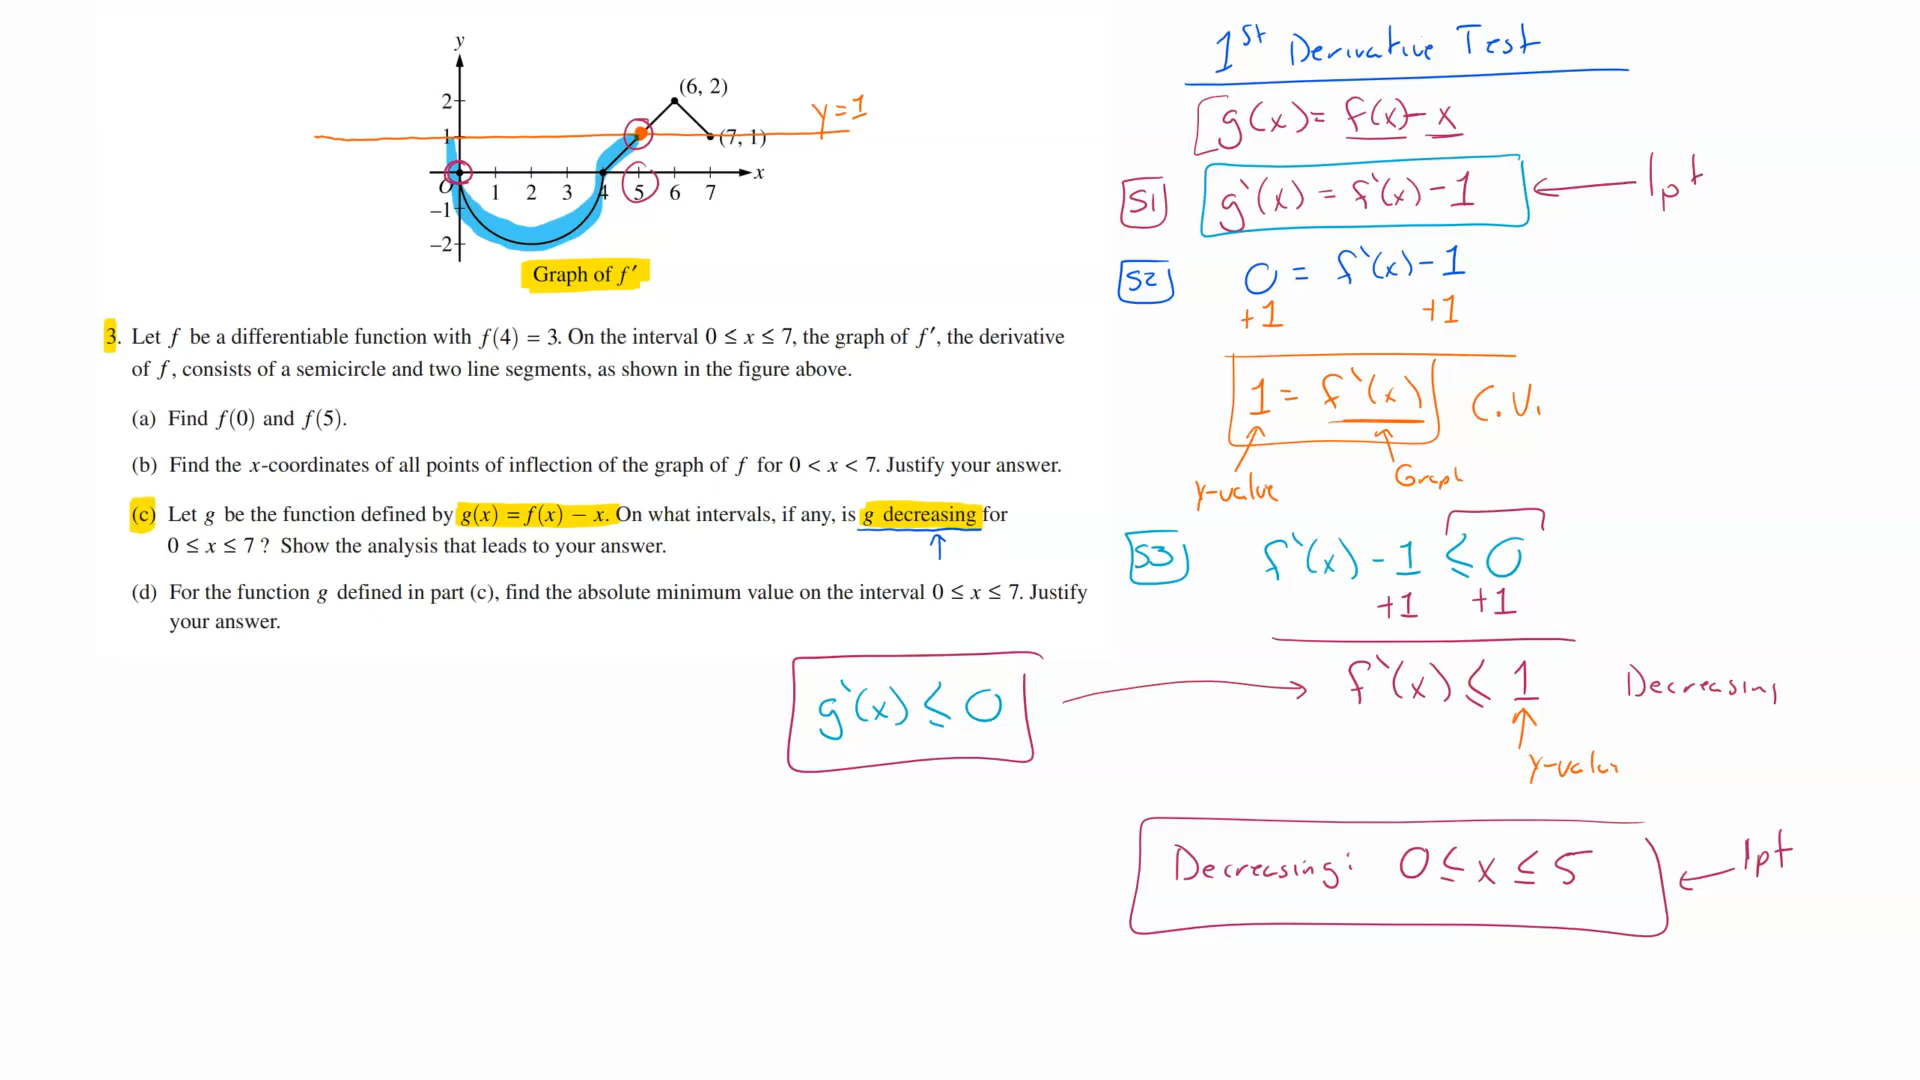 y
2
1
O
−1
−2
1 2 3 4 5 6 7
x
(6, 2)
(7, 1)
y=1
Graph of f′
3. Let f be a differentiable function with f(4) = 3. On the interval 0 ≤ x ≤ 7, the graph of f′, the derivative
of f, consists of a semicircle and two line segments, as shown in the figure above.
(a) Find f(0) and f(5).
(b) Find the x-coordinates of all points of inflection of the graph of f for 0 < x < 7. Justify your answer.
(c) Let g be the function defined by g(x) = f(x) − x. On what intervals, if any, is g decreasing for
0 ≤ x ≤ 7 ? Show the analysis that leads to your answer.
(d) For the function g defined in part (c), find the absolute minimum value on the interval 0 ≤ x ≤ 7. Justify
your answer.
g`(x) ≤ 0
1st Derivative Test
g(x)= f(x)- x
S1 g`(x) = f`(x) - 1 1pt
S2 0 = f`(x) - 1
+1 +1
1 = f`(x) C.V.
Y-value Graph
S3 f`(x) - 1 ≤ 0
+1 +1
f`(x) ≤ 1 Decreasing
Y-value
Decreasing: 0 ≤ x ≤ 5 1pt